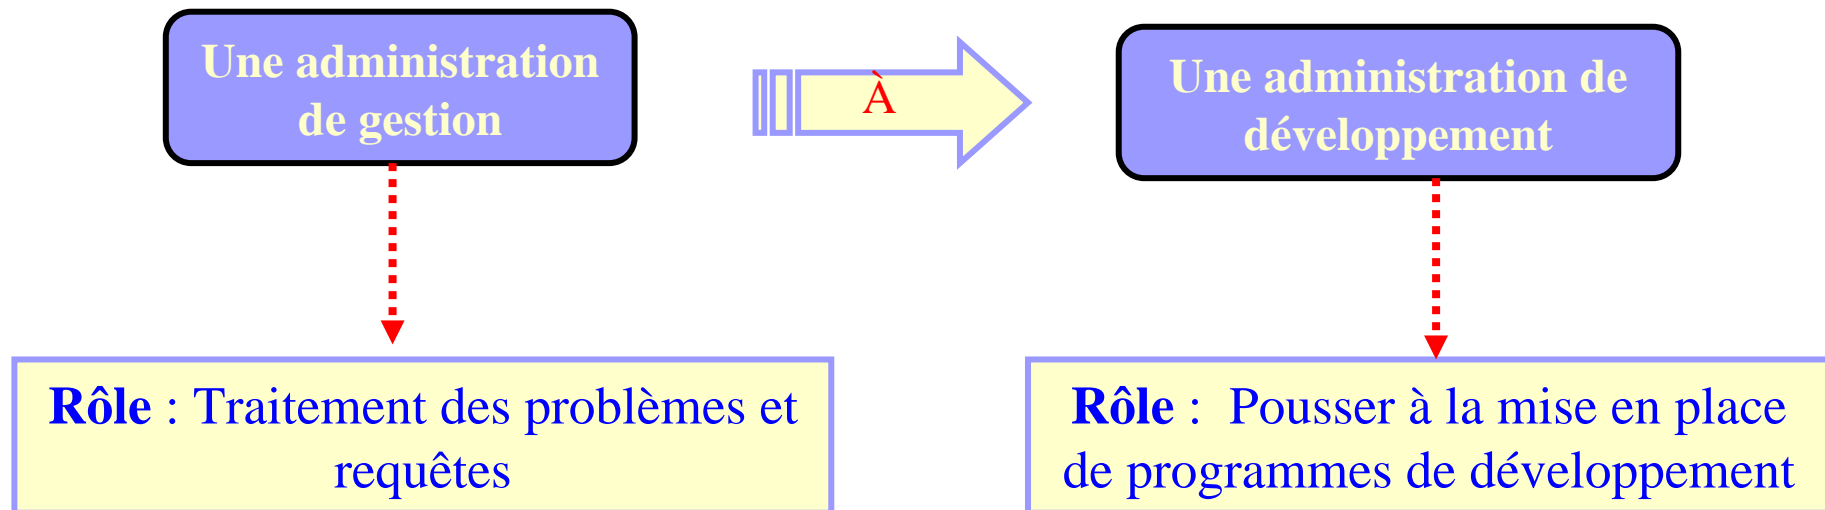 Une administration
de gestion
À
Une administration de
développement
Rôle : Traitement des problèmes et
requêtes
Rôle :  Pousser à la mise en place
de programmes de développement